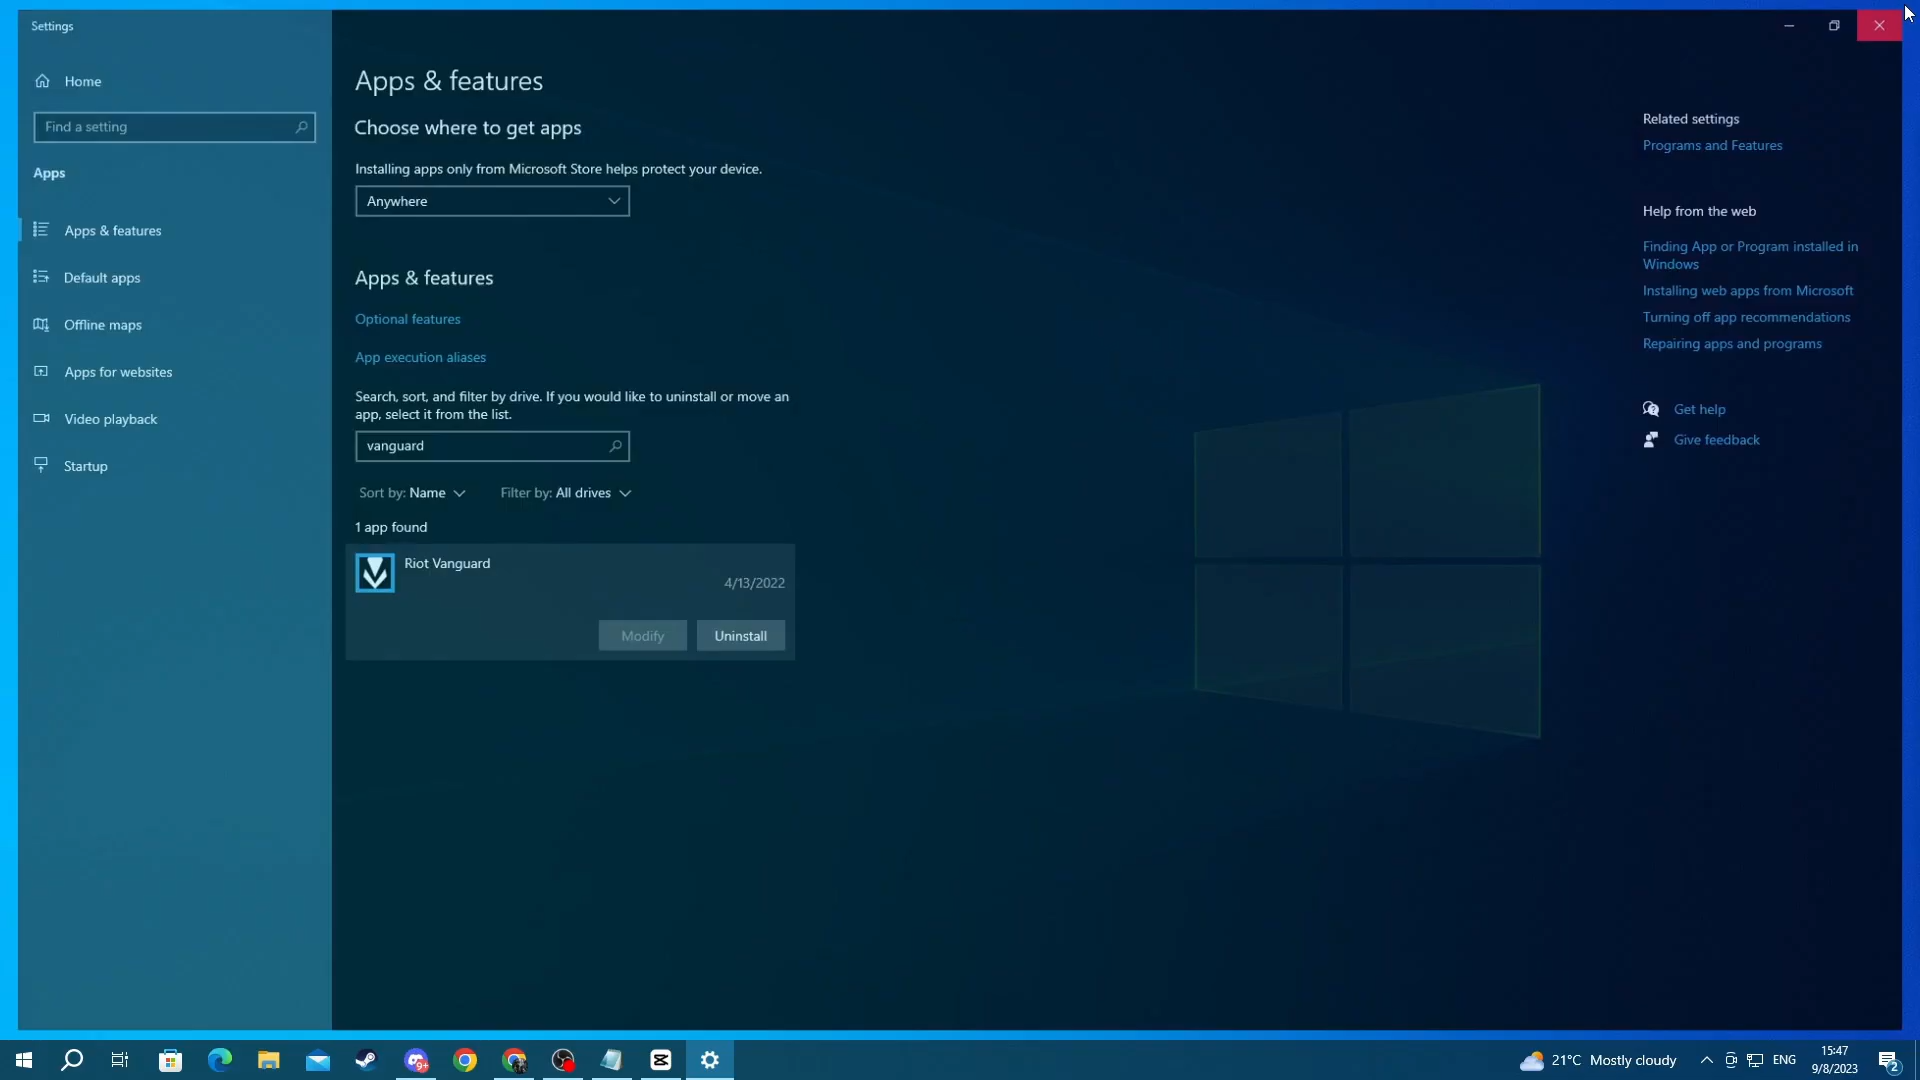 Settings
Home
Find a setting
Apps
Apps & features
Default apps
Offline maps
Apps for websites
Video playback
Startup
Apps & features
Choose where to get apps
Installing apps only from Microsoft Store helps protect your device.
Anywhere
Apps & features
Optional features
App execution aliases
Search, sort, and filter by drive. If you would like to uninstall or move an
app, select it from the list.
vanguard
Sort by: Name
Filter by: All drives
1 app found
Riot Vanguard
4/13/2022
Modify
Uninstall
Related settings
Programs and Features
Help from the web
Finding App or Program installed in
Windows
Installing web apps from Microsoft
Turning off app recommendations
Repairing apps and programs
Get help
Give feedback
9+
21°C Mostly cloudy
ENG
15:47
9/8/2023
2